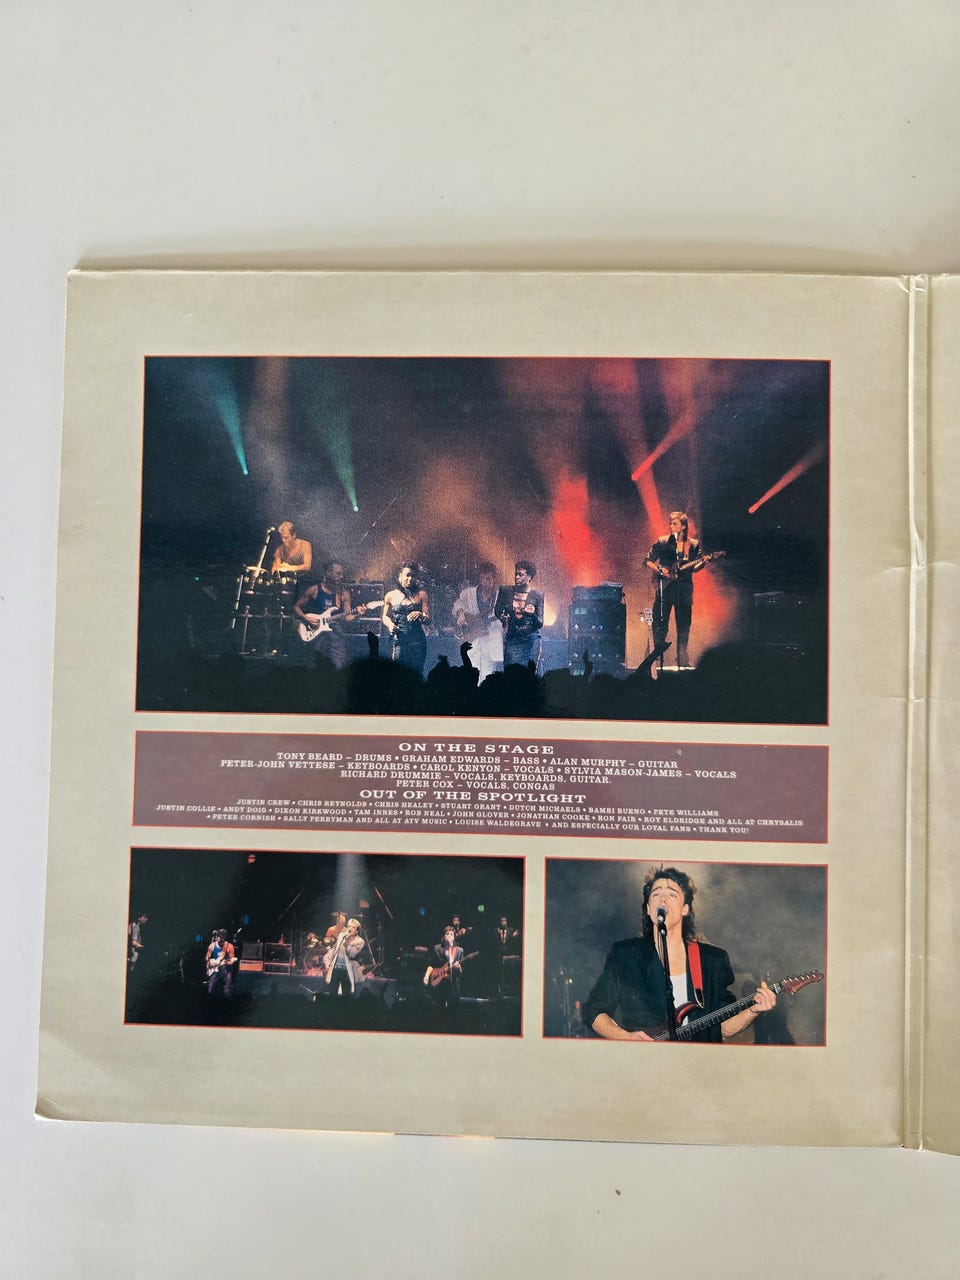 ON THE STAGE
TONY BEARD – DRUMS • GRAHAM EDWARDS – BASS • ALAN MURPHY – GUITAR
PETER-JOHN VETTESE – KEYBOARDS • CAROL KENYON – VOCALS • SYLVIA MASON-JAMES – VOCALS
RICHARD DRUMMIE – VOCALS, KEYBOARDS, GUITAR.
PETER COX – VOCALS, CONGAS
OUT OF THE SPOTLIGHT
JUSTIN CREW • CHRIS REYNOLDS • CHRIS HEALEY • STUART GRANT • DUTCH MICHAELS • BAMBI BUENO • PETE WILLIAMS
JUSTIN COLLIE • ANDY DOIG • DIXON KIRKWOOD • TAM INNES • ROB NEAL • JOHN GLOVER • JONATHAN COOKE • RON FAIR • ROY ELDRIDGE AND ALL AT CHRYSALIS
• PETER CORNISH • SALLY PERRYMAN AND ALL AT ATV MUSIC • LOUISE WALDEGRAVE • AND ESPECIALLY OUR LOYAL FANS • THANK YOU!